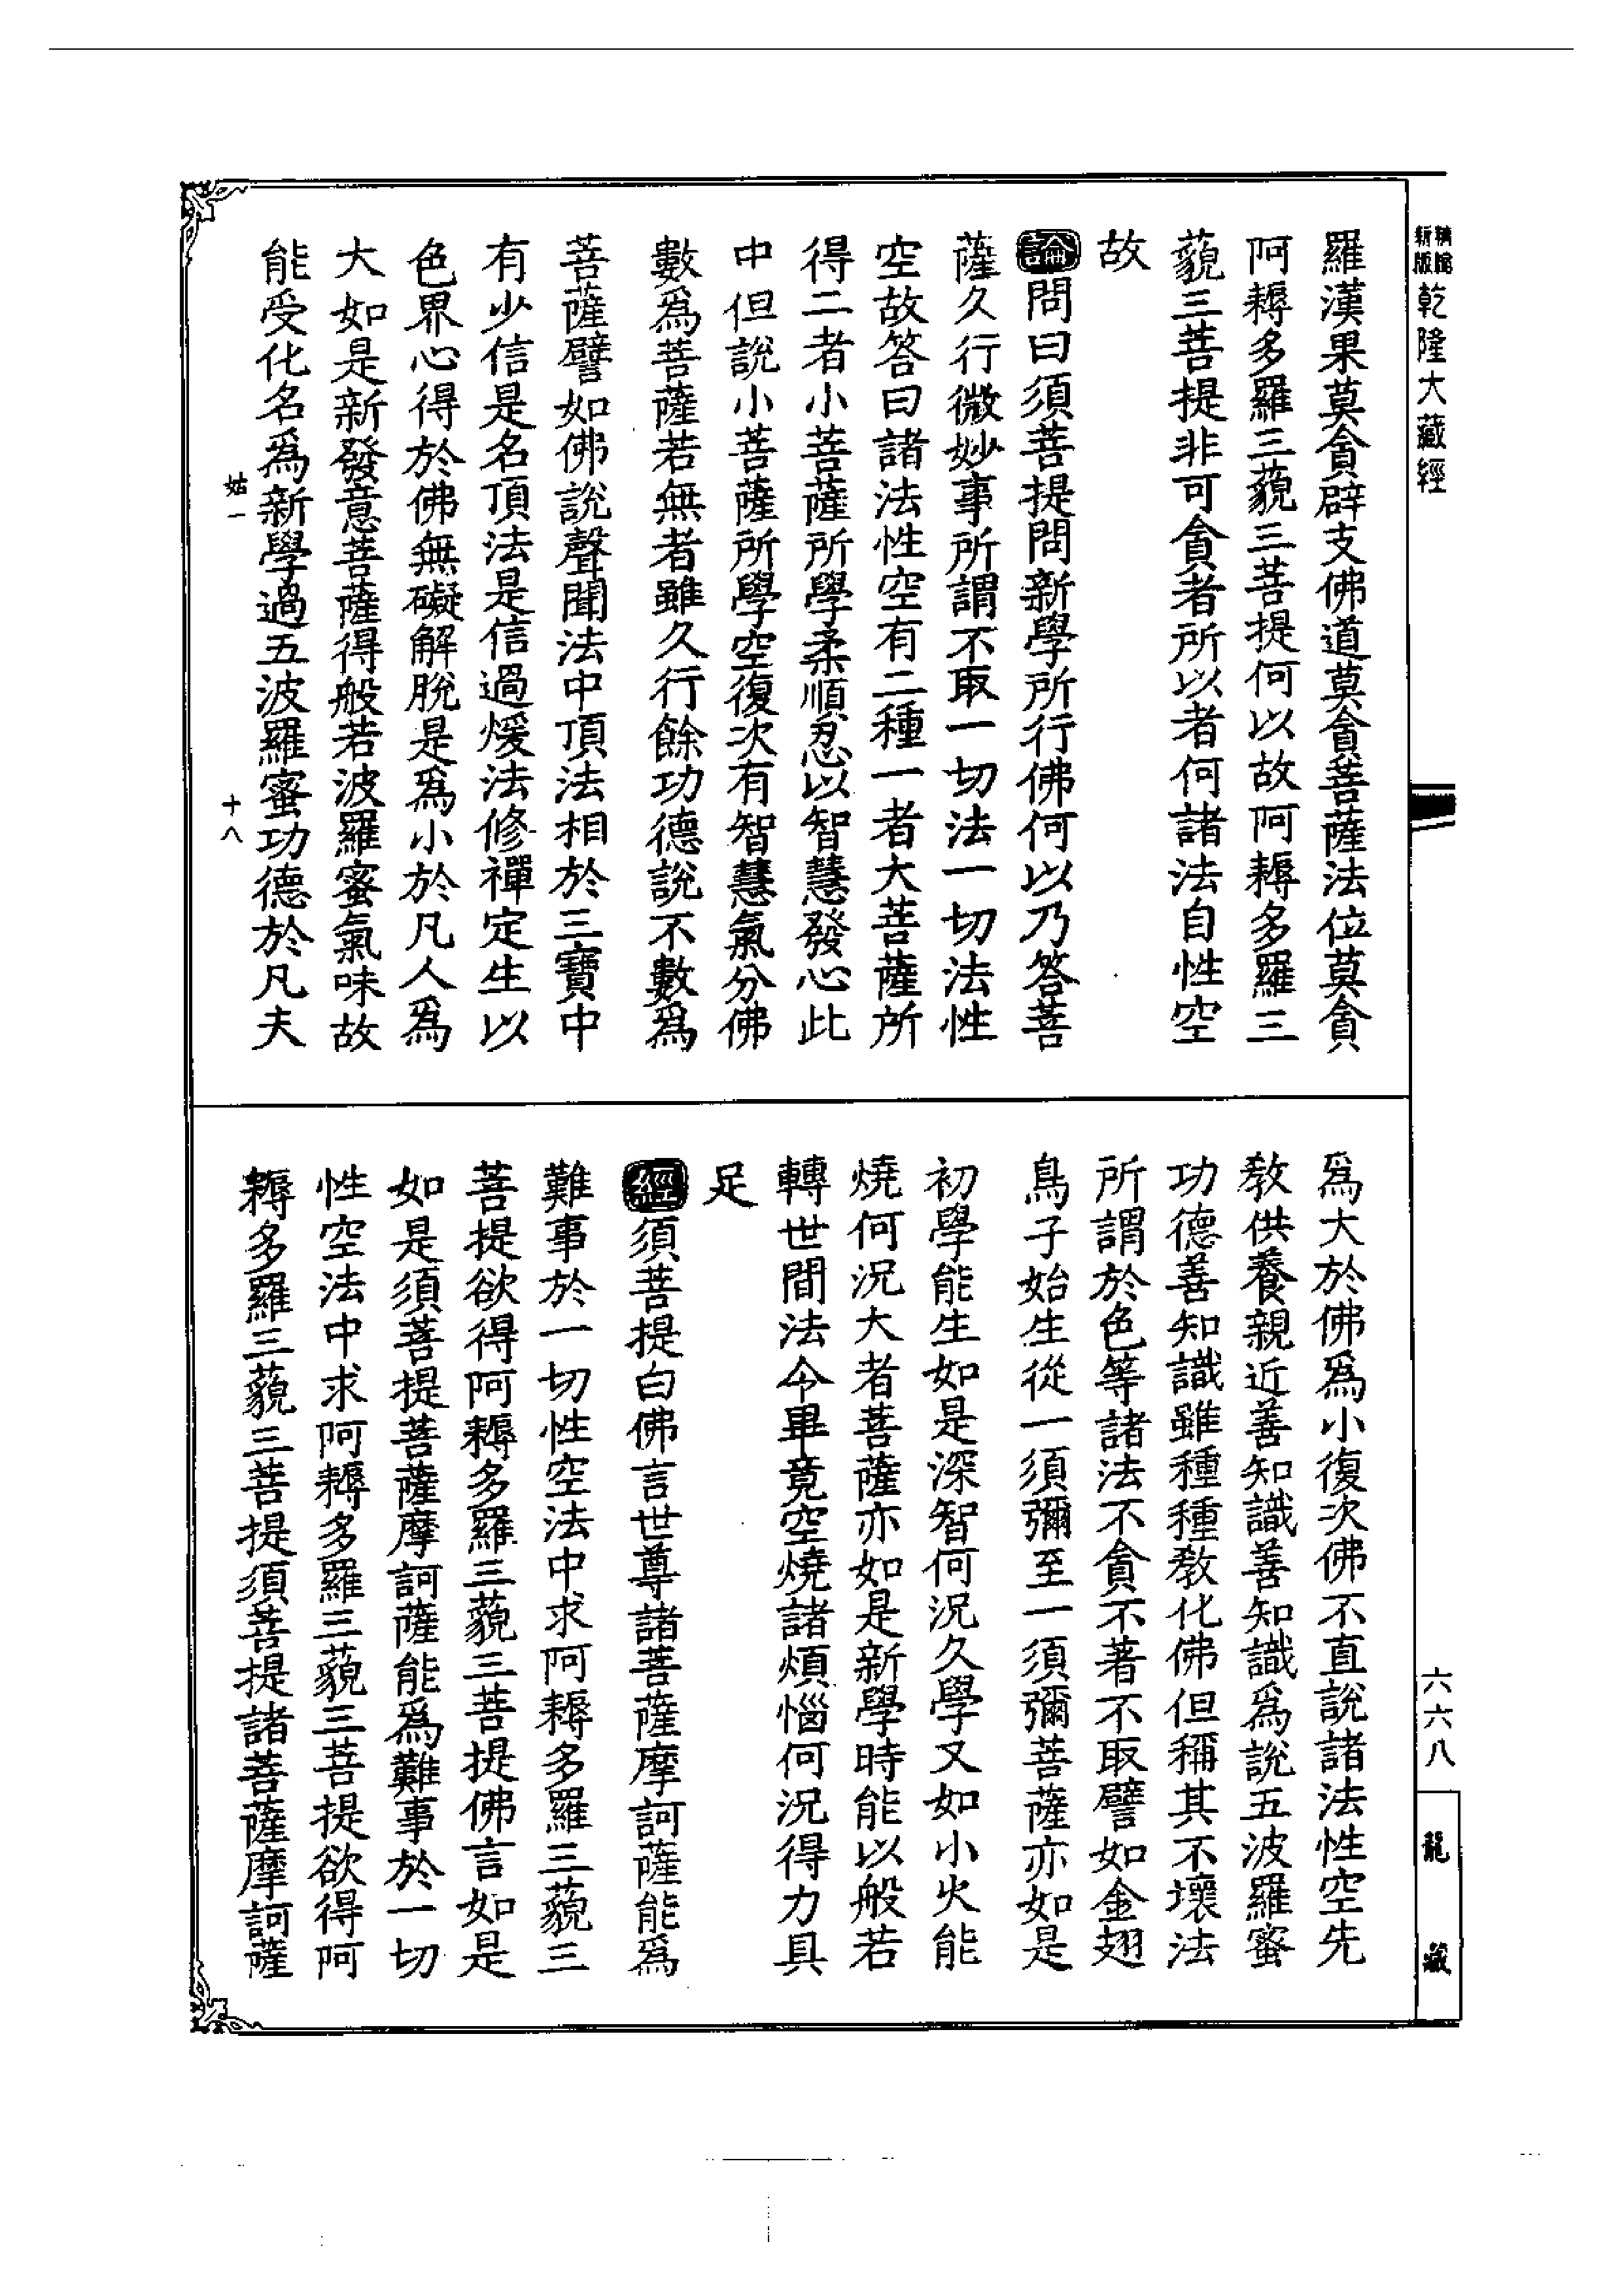 精縮新版乾隆大藏經
羅漢果莫貪辟支佛道莫貪菩薩法位莫貪
阿耨多羅三藐三菩提何以故阿耨多羅三
藐三菩提非可貪者所以者何諸法自性空
故
論問曰須菩提問新學所行佛何以乃答菩
薩久行微妙事所謂不取一切法一切法性
空故答曰諸法性空有二種一者大菩薩所
得二者小菩薩所學柔順忍以智慧發心此
中但說小菩薩所學空復次有智慧氣分佛
數爲菩薩若無者雖久行餘功德說不數爲
菩薩譬如佛說聲聞法中頂法相於三寶中
有少信是名頂法是信過煖法修禪定生以
色界心得於佛無礙解脫是爲小於凡人爲
大如是新發意菩薩得般若波羅蜜氣味故
能受化名爲新學過五波羅蜜功德於凡夫
姑一 十八
爲大於佛爲小復次佛不直說諸法性空先
教供養親近善知識善知識爲說五波羅蜜
功德善知識雖種種教化佛但稱其不壞法
所謂於色等諸法不貪不著不取譬如金翅
鳥子始生從一須彌至一須彌菩薩亦如是
初學能生如是深智何況久學又如小火能
燒何況大者菩薩亦如是新學時能以般若
轉世間法令畢竟空燒諸煩惱何況得力具
足
經須菩提白佛言世尊諸菩薩摩訶薩能爲
難事於一切性空法中求阿耨多羅三藐三
菩提欲得阿耨多羅三藐三菩提佛言如是
如是須菩提菩薩摩訶薩能爲難事於一切
性空法中求阿耨多羅三藐三菩提欲得阿
耨多羅三藐三菩提須菩提諸菩薩摩訶薩
六六八
龍藏